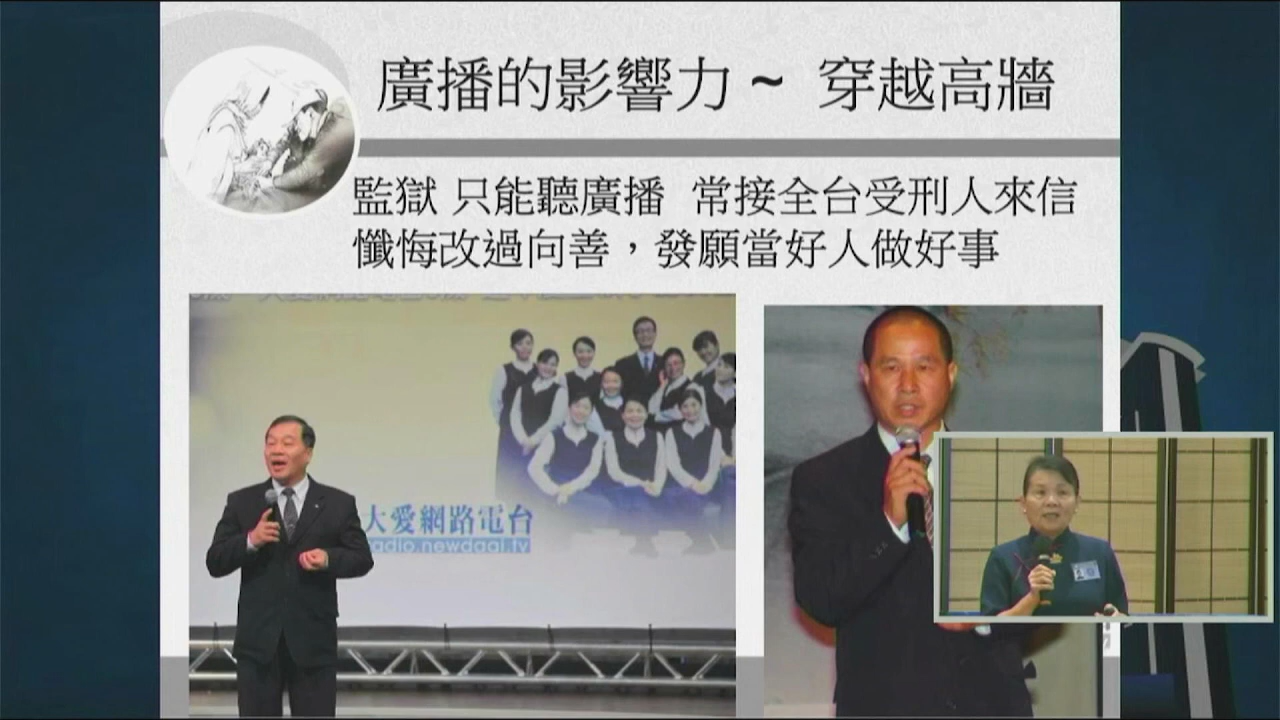 廣播的影響力 ~ 穿越高牆
監獄 只能聽廣播 常接全台受刑人來信
懺悔改過向善，發願當好人做好事
大愛網路電台
adio.newdaai.tv